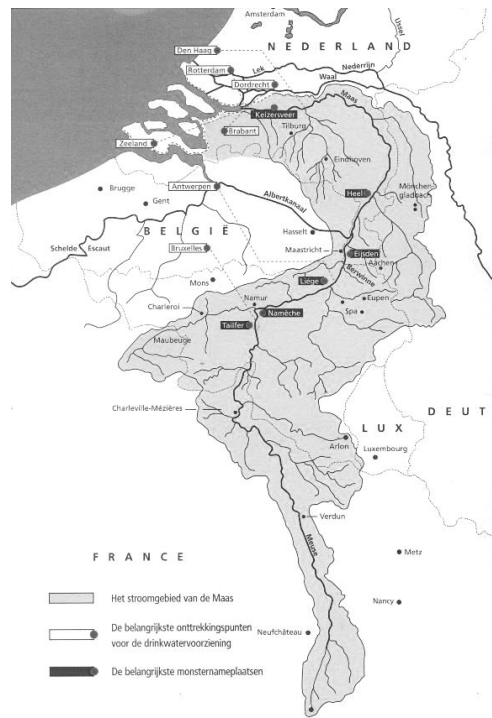 Amsterdam
IJssel
Den Haag
NEDERLAND
Rotterdam
Lek
Nederrijn
Waal
Dordrecht
Maas
Keizersveer
Brabant
Tilburg
Zeeland
Eindhoven
Antwerpen
Heel
Mönchen-
gladbach
Brugge
Gent
Albertkanaal
BELGIË
Hasselt
Schelde Escaut
Bruxelles
Maastricht
Eijsden
Aachen
Berwinne
Mons
Liège
Namur
Eupen
Charleroi
Spa
Namêche
Tailfer
Maubeuge
Charleville-Mézières
DEUT
LUX
Arlon
Luxembourg
Verdun
Meuse
Metz
FRANCE
Nancy
Neufchâteau
Het stroomgebied van de Maas
De belangrijkste onttrekkingspunten
voor de drinkwatervoorziening
De belangrijkste monsternameplaatsen